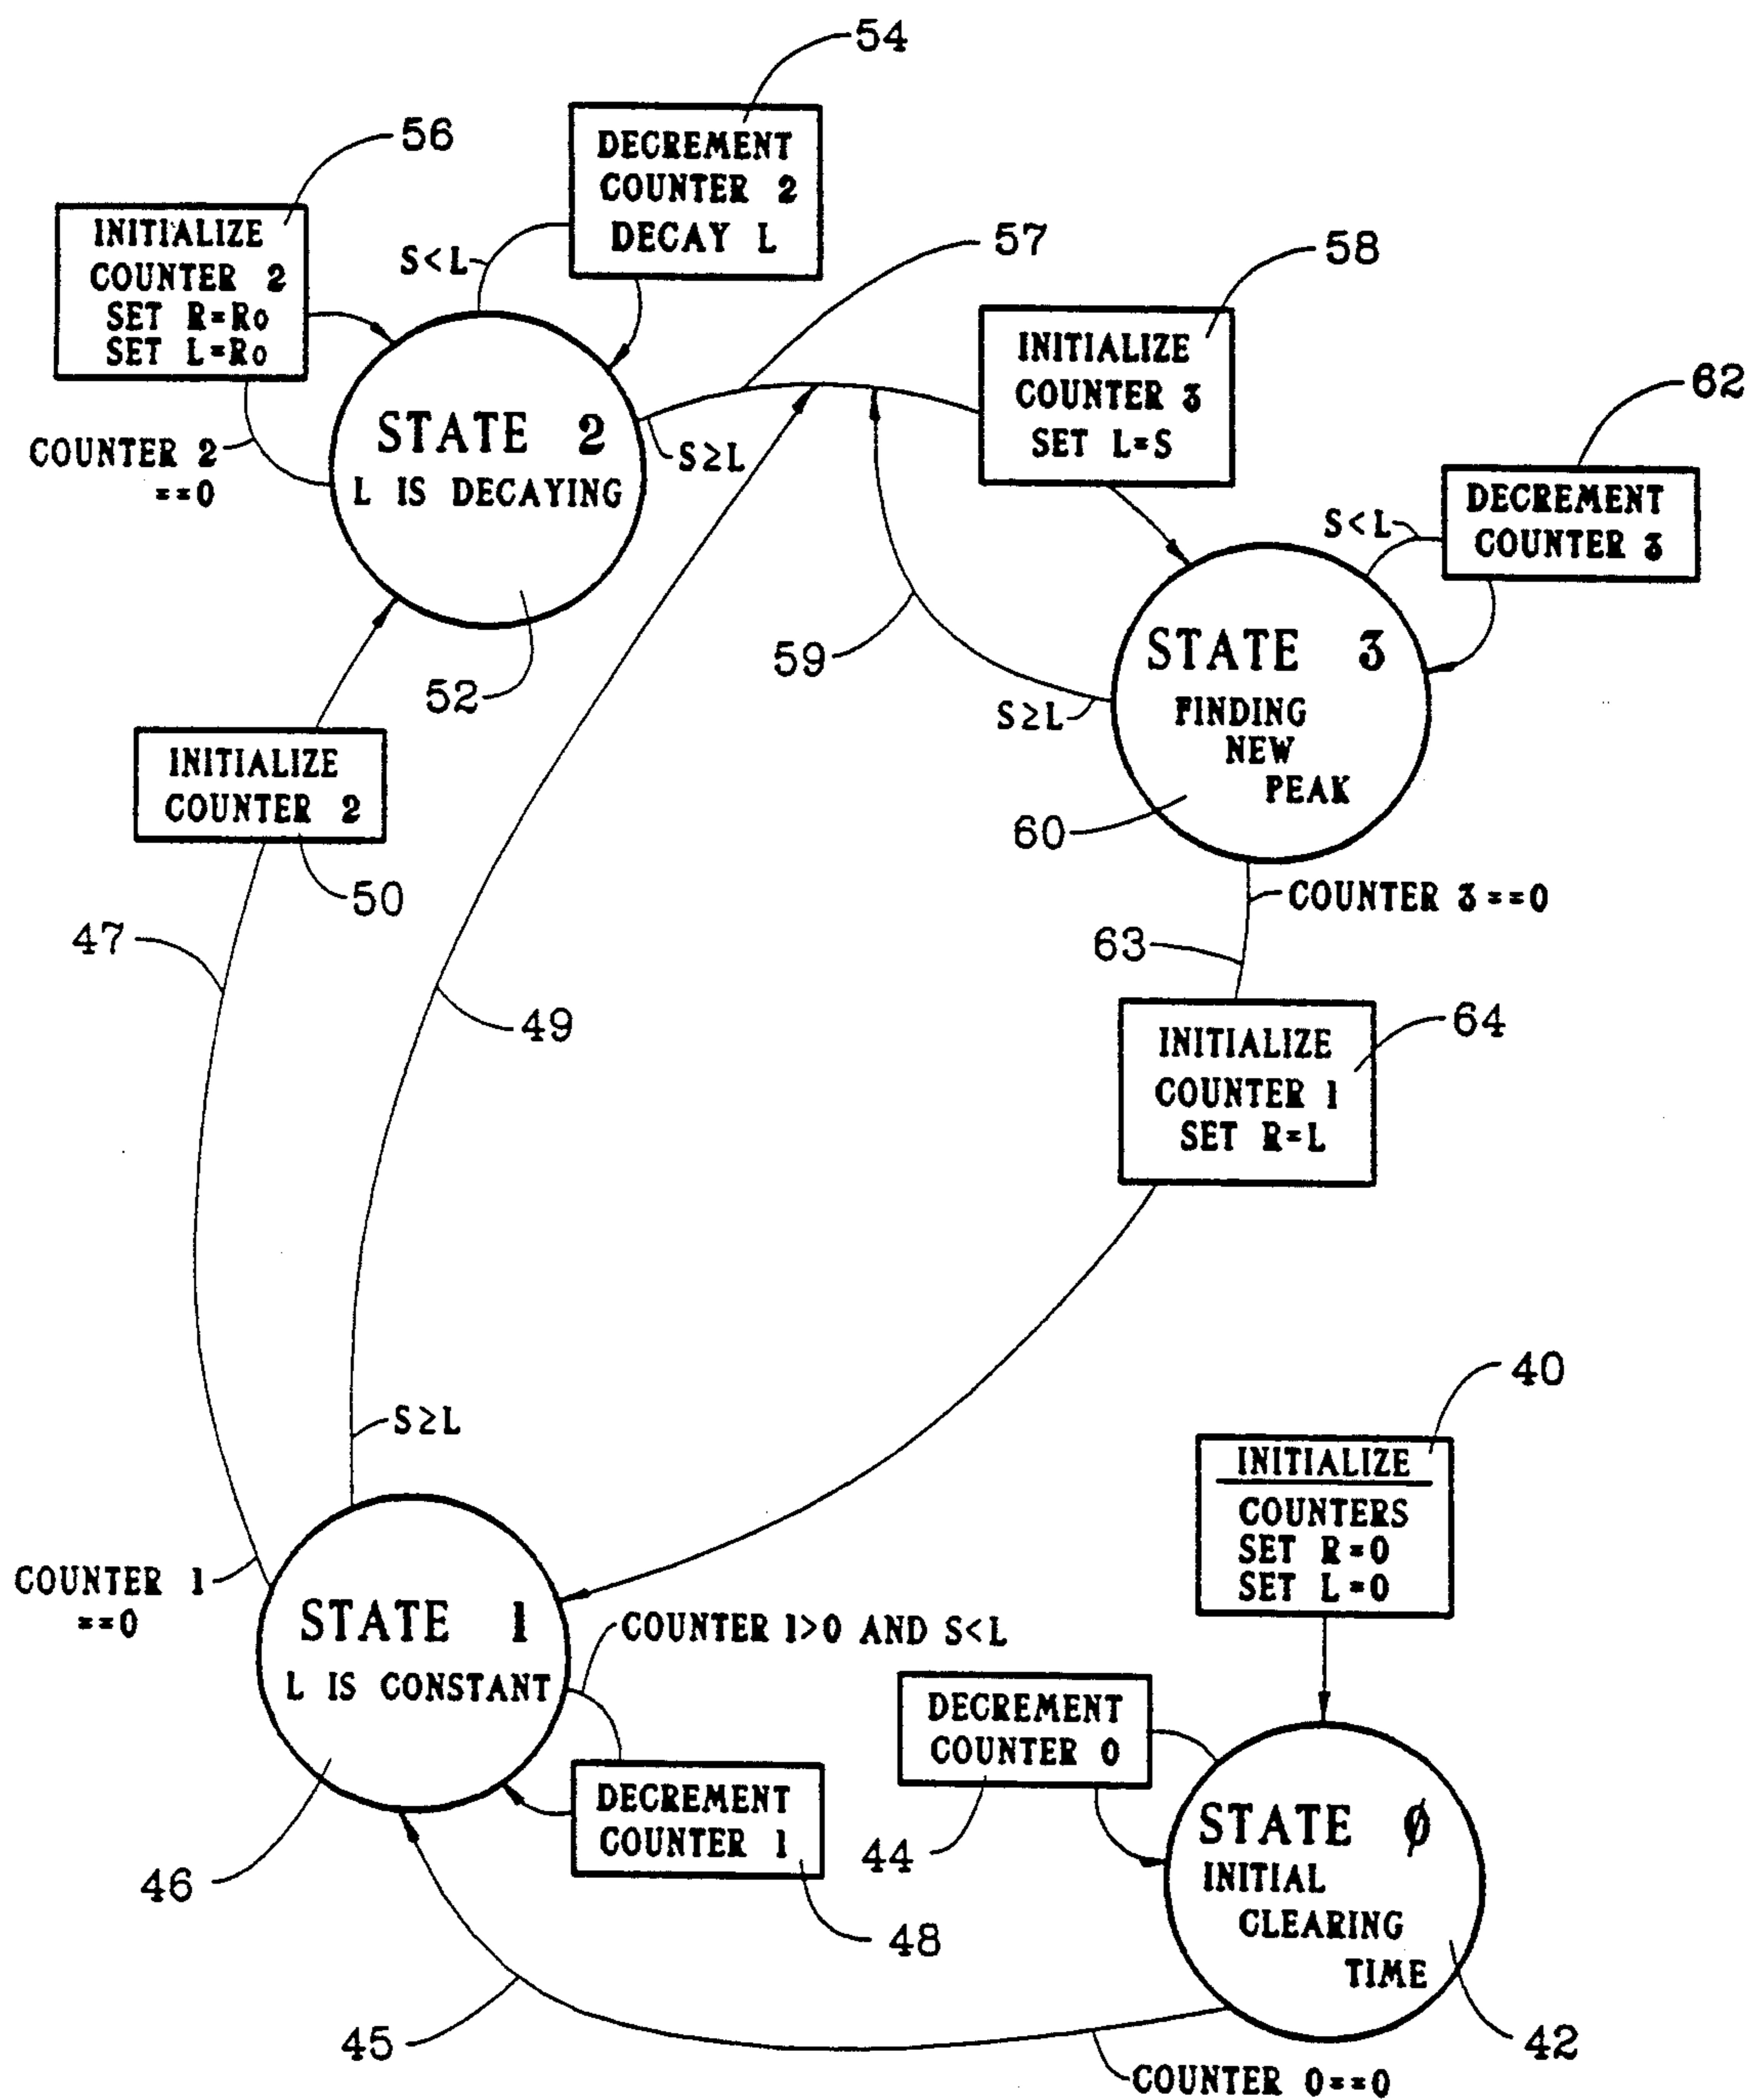 54
56
DECREMENT
COUNTER 2
DECAY L
INITIALIZE
COUNTER 2
SET R=R0
SET L=R0
S<L
57
58
INITIALIZE
COUNTER 3
SET L=S
62
STATE 2
L IS DECAYING
S≥L
COUNTER 2
==0
DECREMENT
COUNTER 3
S<L
STATE 3
FINDING
NEW
PEAK
59
S≥L
52
60
INITIALIZE
COUNTER 2
50
COUNTER 3==0
47
63
49
64
INITIALIZE
COUNTER 1
SET R=L
40
S≥L
INITIALIZE
COUNTERS
SET R=0
SET L=0
COUNTER 1
==0
STATE 1
L IS CONSTANT
COUNTER 1>0 AND S<L
DECREMENT
COUNTER 0
DECREMENT
COUNTER 1
STATE Ø
INITIAL
CLEARING
TIME
44
46
48
45
42
COUNTER 0==0